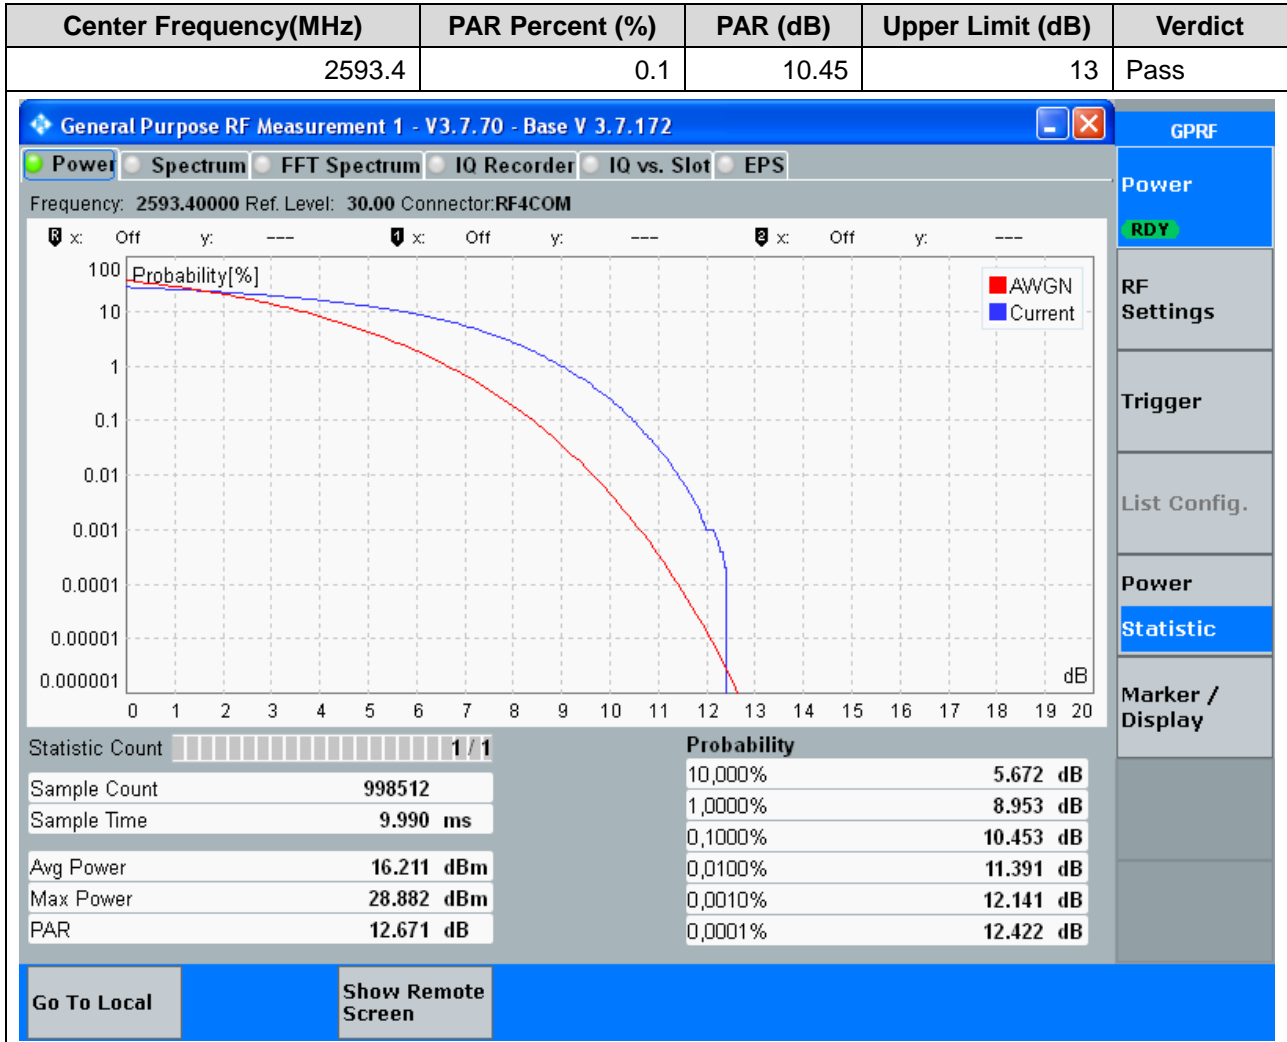 Center Frequency(MHz) PAR Percent (%) PAR (dB) Upper Limit (dB) Verdict
2593.4 0.1 10.45 13 Pass
General Purpose RF Measurement 1 - V3.7.70 - Base V 3.7.172
GPRF
Power Spectrum FFT Spectrum IQ Recorder IQ vs. Slot EPS
Power
RDY
Frequency: 2593.40000 Ref. Level: 30.00 Connector:RF4COM
R x: Off y: --- 1 x: Off y: --- 2 x: Off y: ---
100 Probability[%]
AWGN
Current
10
1
0.1
0.01
0.001
0.0001
0.00001
0.000001
dB
0 1 2 3 4 5 6 7 8 9 10 11 12 13 14 15 16 17 18 19 20
RF
Settings
Trigger
List Config.
Power
Statistic
Marker /
Display
Statistic Count 1 / 1
Sample Count 998512
Sample Time 9.990 ms
Avg Power 16.211 dBm
Max Power 28.882 dBm
PAR 12.671 dB
Probability
10,000% 5.672 dB
1,0000% 8.953 dB
0,1000% 10.453 dB
0,0100% 11.391 dB
0,0010% 12.141 dB
0,0001% 12.422 dB
Go To Local
Show Remote
Screen